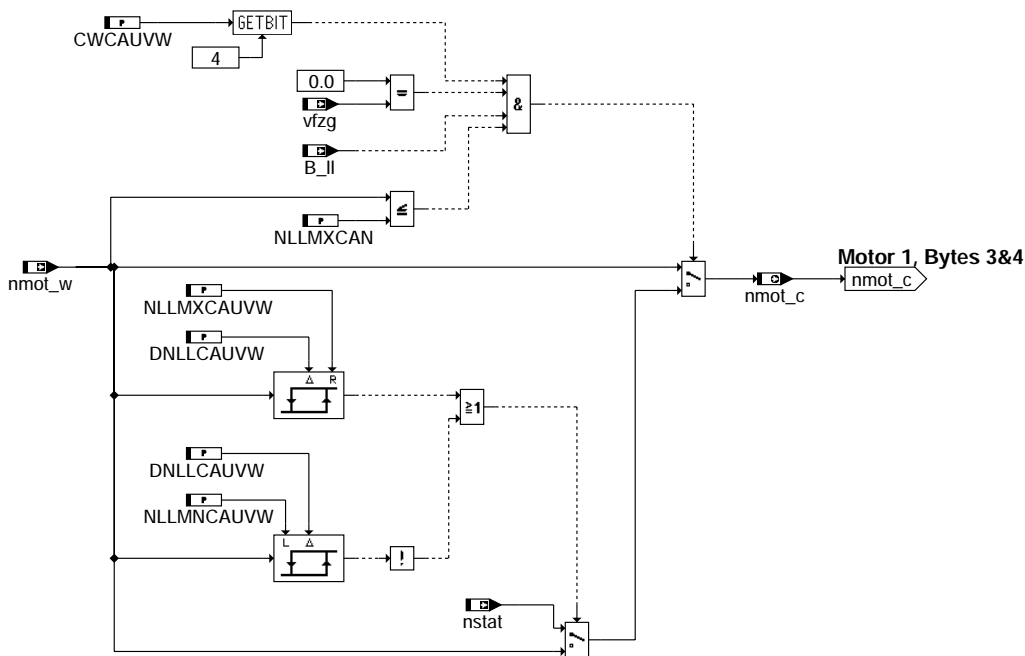 P
CWCAUVW
GETBIT
4
0.0
vfzg
=
&
B_ll
P
NLLMXCAN
≤
nmot_w
Motor 1, Bytes 3&4
nmot_c
nmot_c
P
NLLMXCAUVW
P
DNLLCAUVW
Δ R
≥1
P
DNLLCAUVW
P
NLLMNCAUVW
L Δ
!
nstat